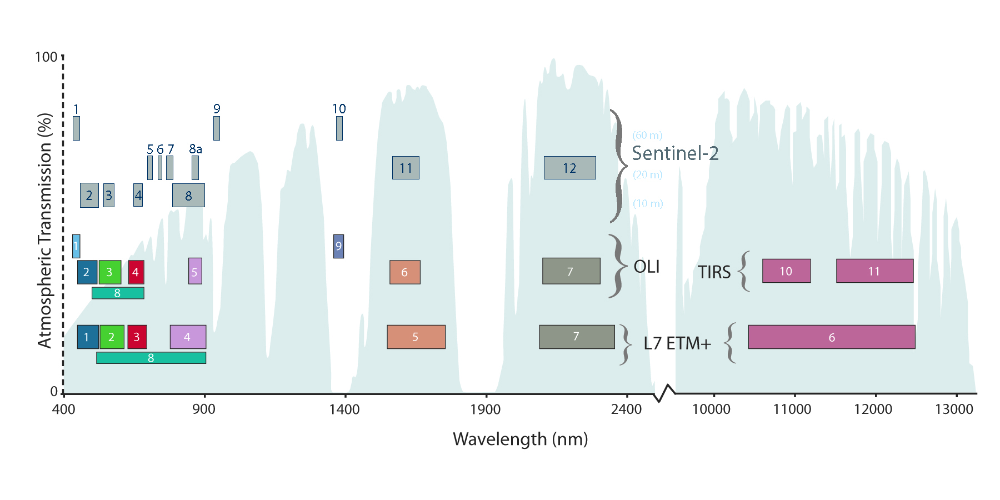 100
Atmospheric Transmission (%)
0
1
9
10
5 6 7 8a
11
12
2 3 4 8
(60 m)
Sentinel-2
(20 m)
(10 m)
1
9
2 3 4 5
6
7
8
OLI
TIRS
10
11
1 2 3 4
5
7
8
L7 ETM+
6
400 900 1400 1900 2400 10000 11000 12000 13000
Wavelength (nm)